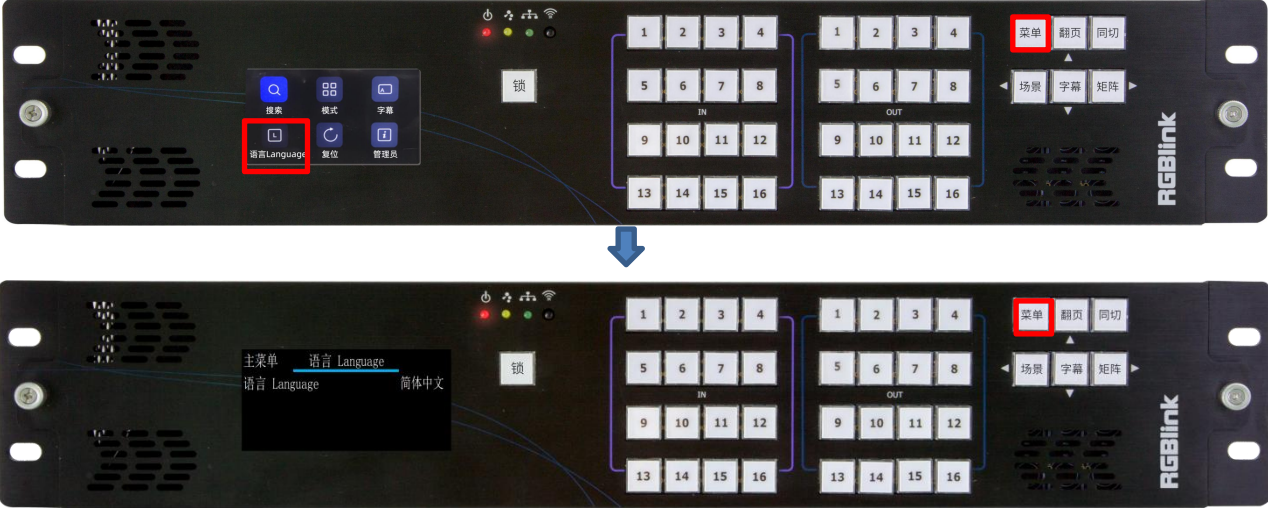 1 2 3 4
1 2 3 4
菜单 翻页 同切
搜索 模式 字幕
锁
5 6 7 8
5 6 7 8
场景 字幕 矩阵
IN
OUT
L
语言Language 复位 管理员
9 10 11 12
9 10 11 12
RGBlink
13 14 15 16
13 14 15 16
1 2 3 4
1 2 3 4
菜单 翻页 同切
主菜单 语言 Language
语言 Language 简体中文
锁
5 6 7 8
5 6 7 8
场景 字幕 矩阵
IN
OUT
9 10 11 12
9 10 11 12
RGBlink
13 14 15 16
13 14 15 16